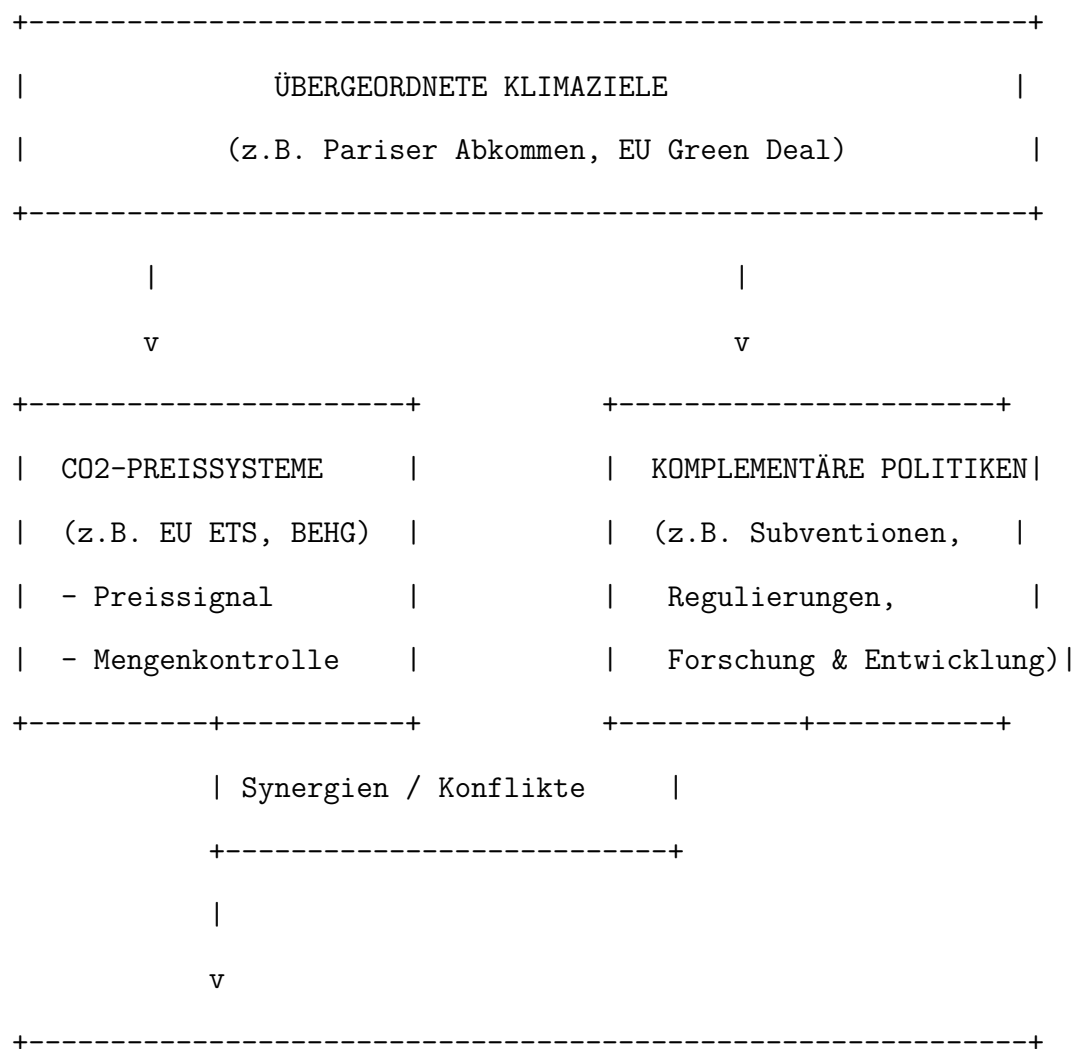 +-------------------------------------------------------------+
|               ÜBERGEORDNETE KLIMAZIELE                     |
|            (z.B. Pariser Abkommen, EU Green Deal)           |
+-------------------------------------------------------------+
        |                                   |
        v                                   v
+-----------------------+           +-----------------------+
|  CO2-PREISSYSTEME     |           |  KOMPLEMENTÄRE POLITIKEN|
|  (z.B. EU ETS, BEHG)  |           |  (z.B. Subventionen,   |
|  - Preissignal        |           |   Regulierungen,        |
|  - Mengenkontrolle    |           |   Forschung & Entwicklung)|
+-----------+-----------+           +-----------+-----------+
            | Synergien / Konflikte     |
            +---------------------------+
            |
            v
+-------------------------------------------------------------+